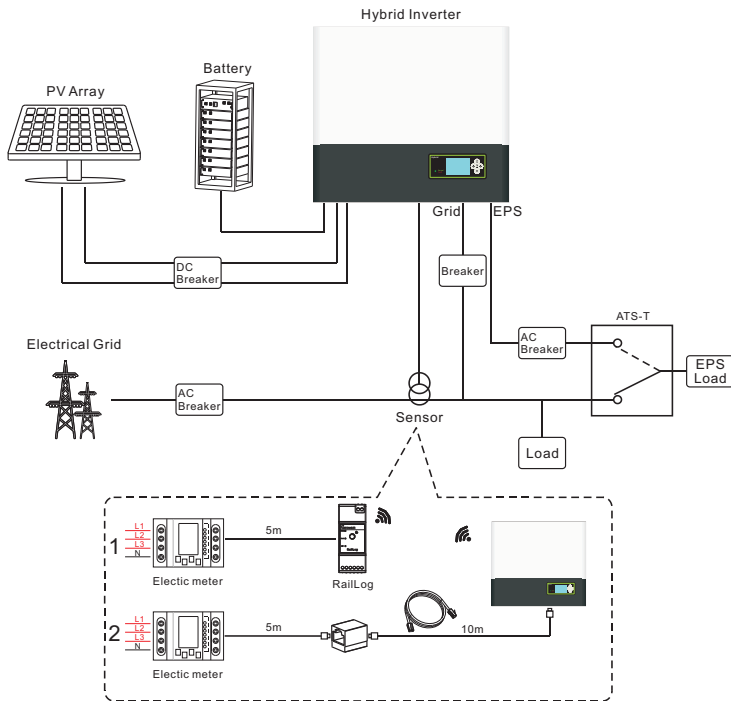 Hybrid Inverter
Battery
PV Array
Grid
EPS
DC
Breaker
Breaker
ATS-T
AC
Breaker
EPS
Load
Electrical Grid
AC
Breaker
Sensor
Load
1
L1
L2
L3
N
5m
Electic meter
RailLog
2
L1
L2
L3
N
5m
10m
Electic meter